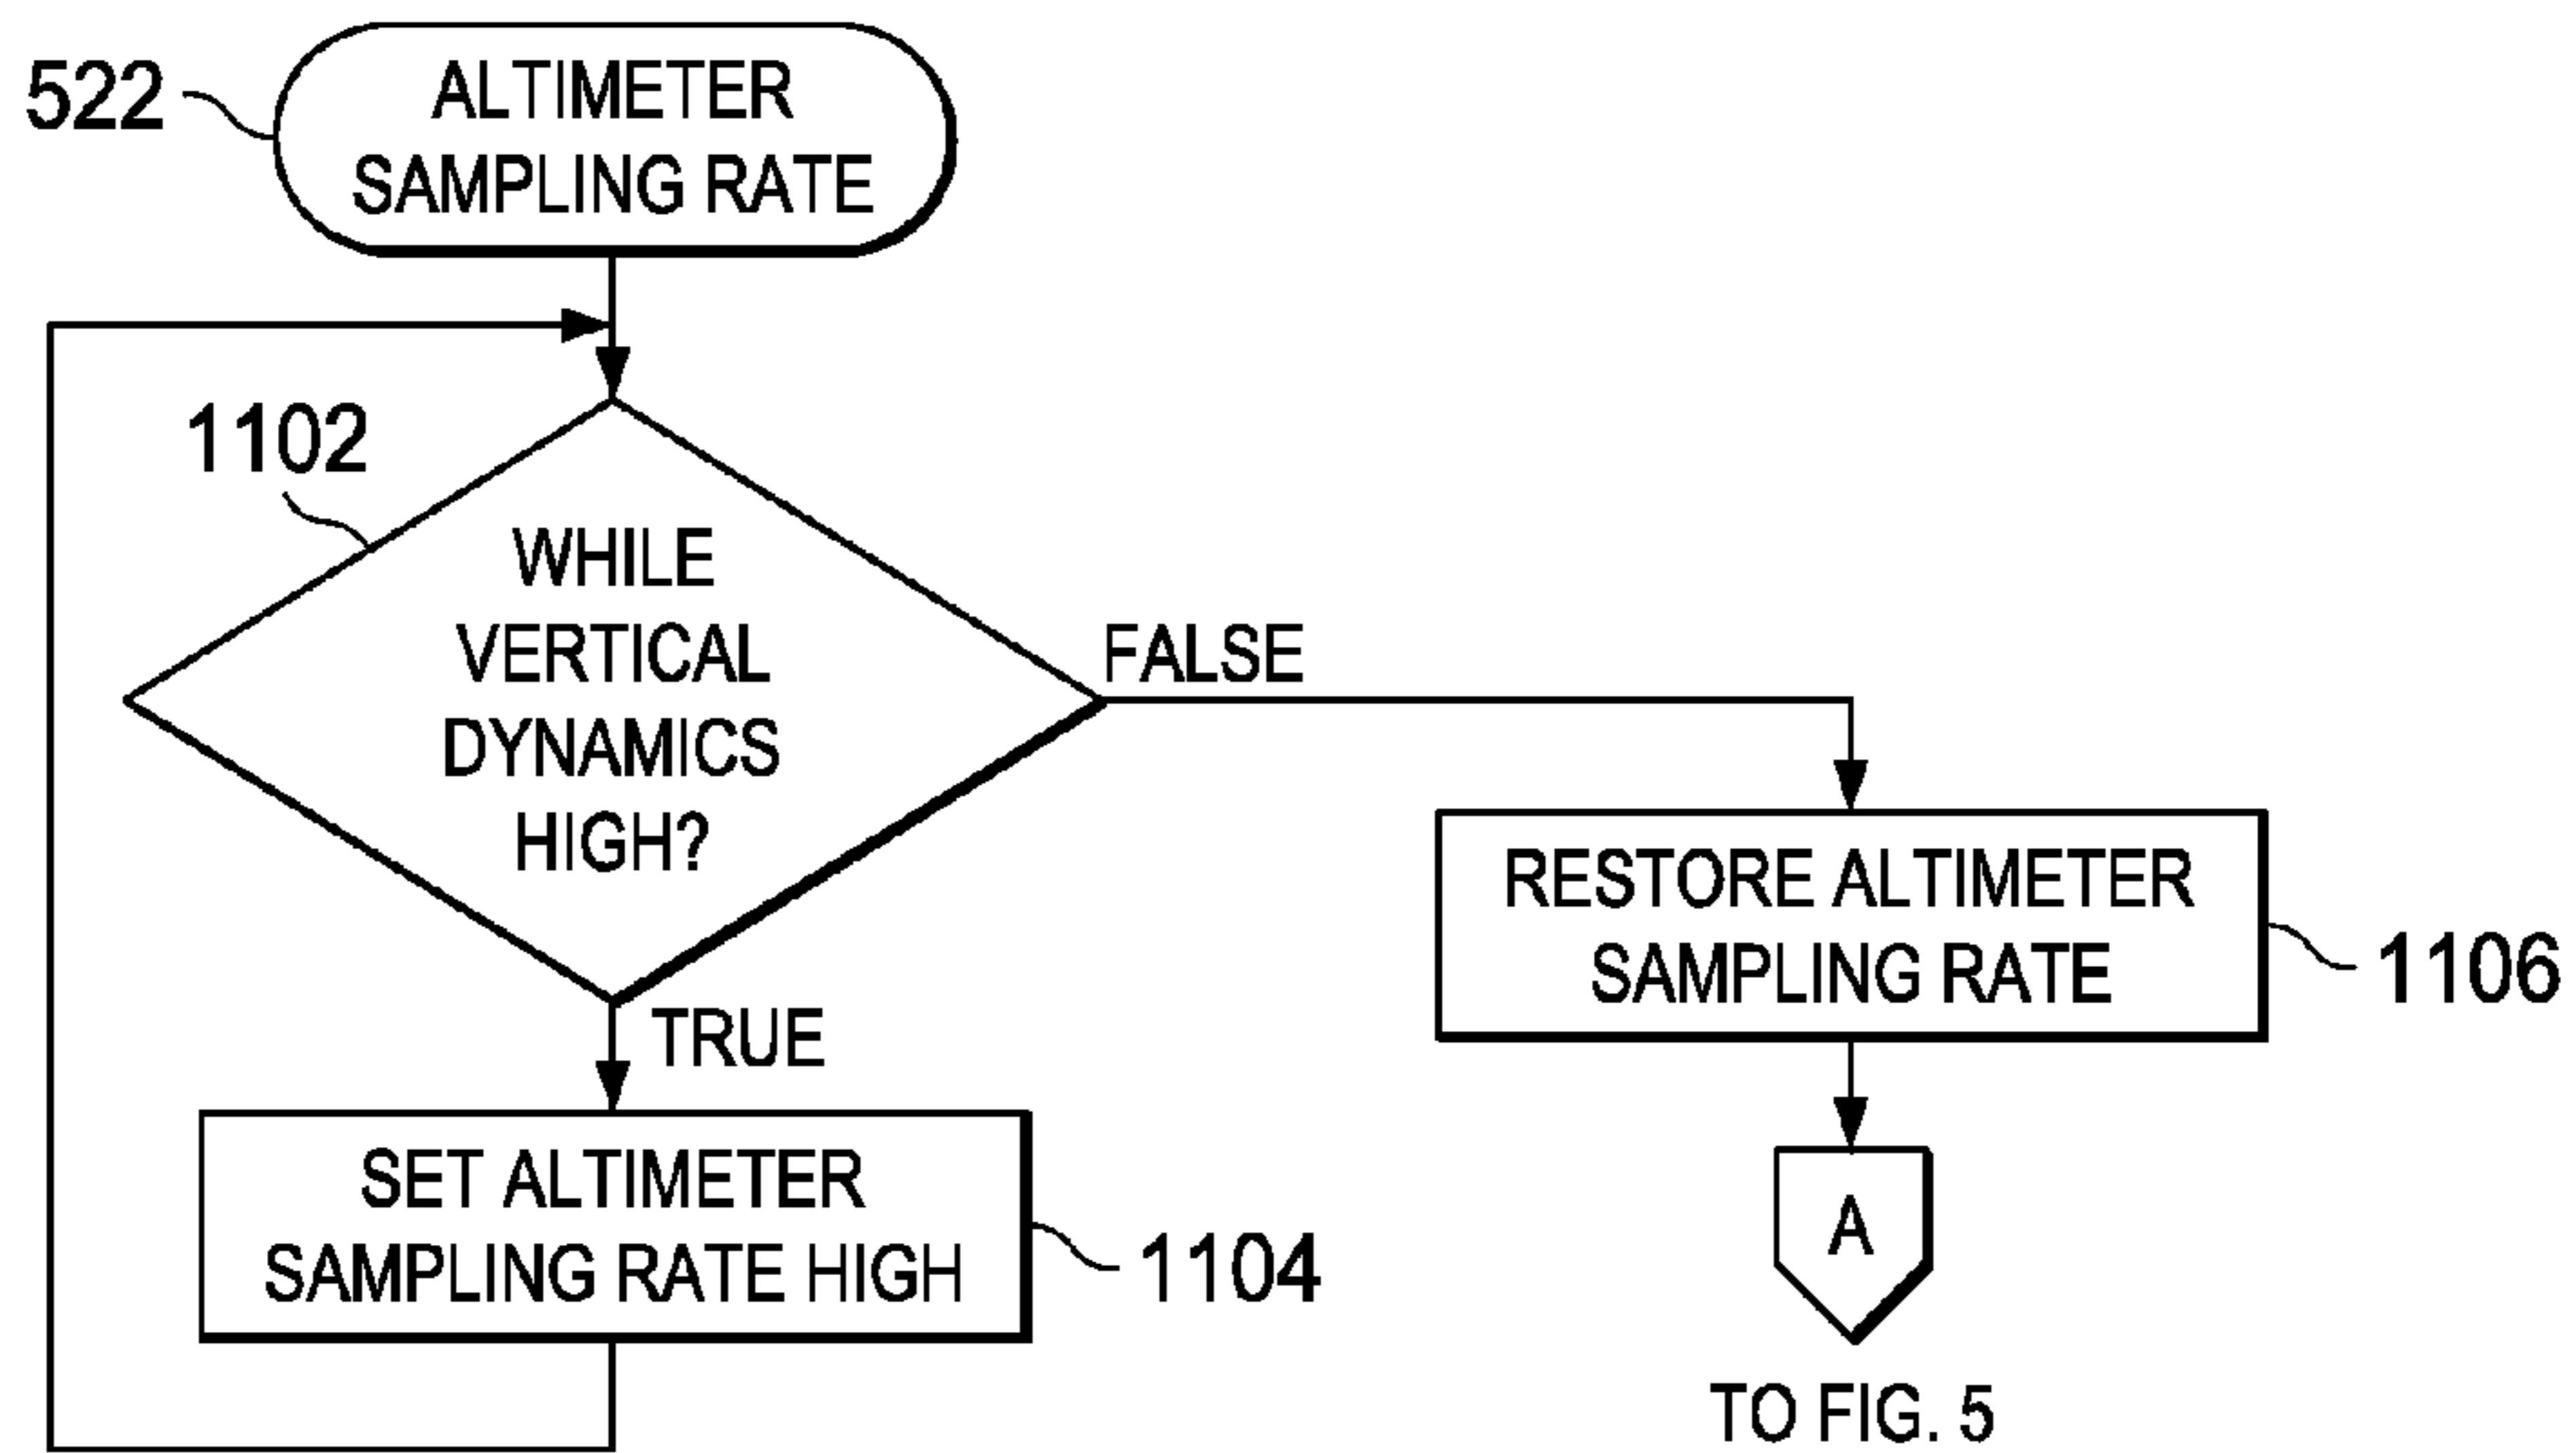 522
ALTIMETER
SAMPLING RATE
1102
WHILE
VERTICAL
DYNAMICS
HIGH?
FALSE
TRUE
RESTORE ALTIMETER
SAMPLING RATE
1106
SET ALTIMETER
SAMPLING RATE HIGH
1104
A
TO FIG. 5